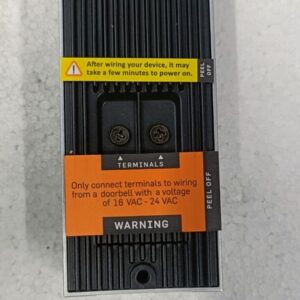 After wiring your device, it may
take a few minutes to power on.
PEEL
OFF
TERMINALS
Only connect terminals to wiring
from a doorbell with a voltage
of 16 VAC - 24 VAC
PEEL OFF
WARNING